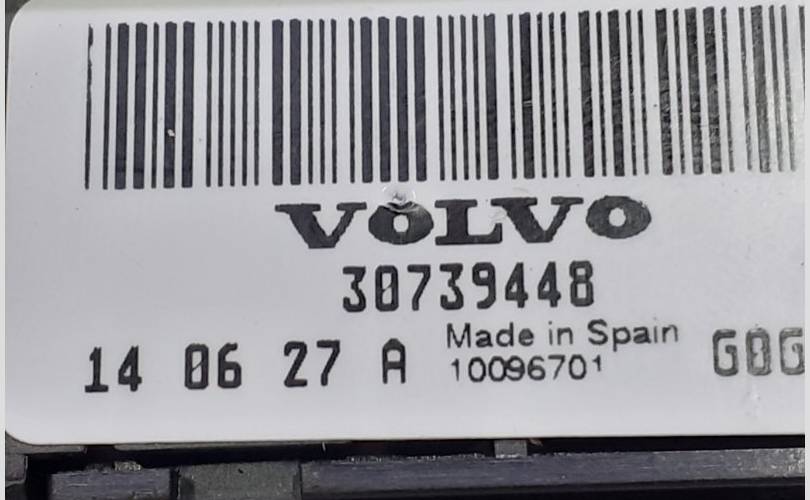 VOLVO
30739448
Made in Spain
14 06 27 A 10096701 G0G